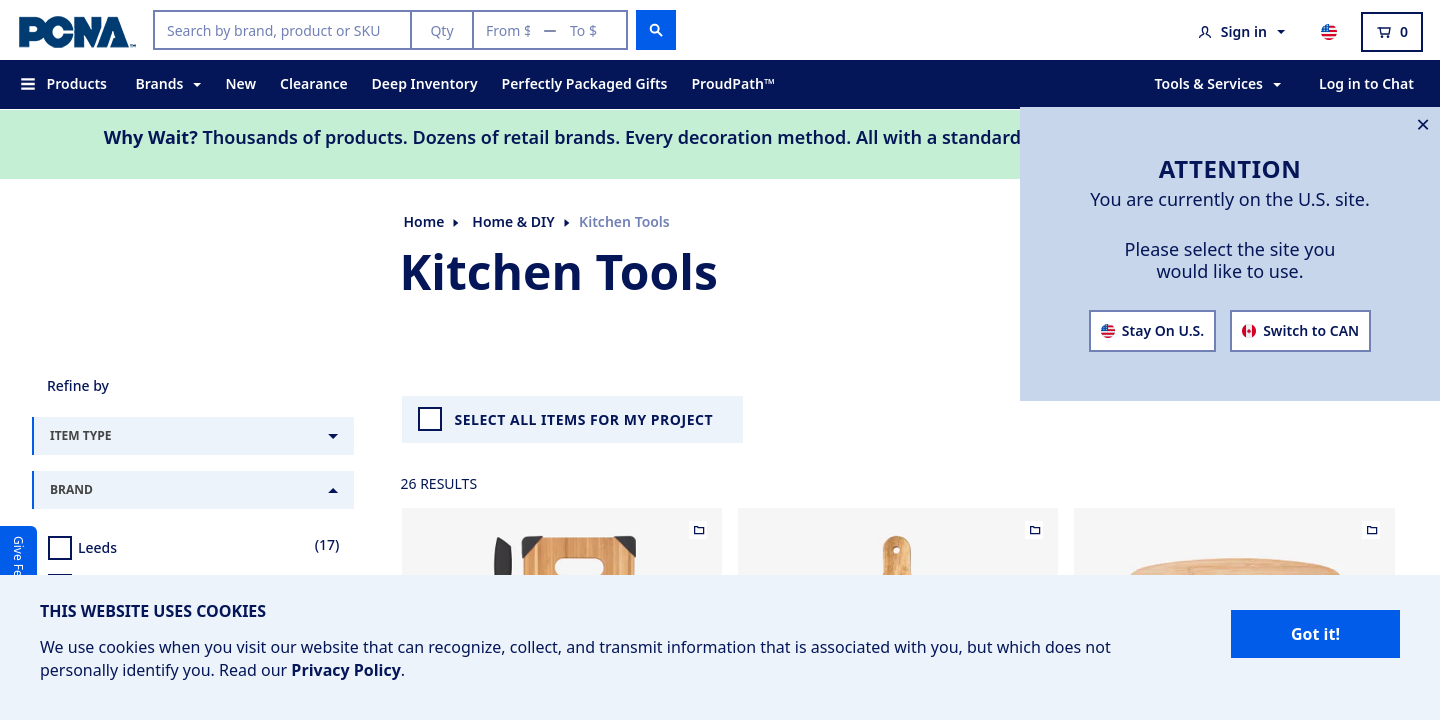 PCNA
Search by brand, product or SKU
Qty
From $ — To $
Sign in
0
Products
Brands
New
Clearance
Deep Inventory
Perfectly Packaged Gifts
ProudPath™
Tools & Services
Log in to Chat
Why Wait? Thousands of products. Dozens of retail brands. Every decoration method. All with a standard
ATTENTION
You are currently on the U.S. site.
Please select the site you
would like to use.
Stay On U.S.
Switch to CAN
Home
Home & DIY
Kitchen Tools
Kitchen Tools
Refine by
ITEM TYPE
BRAND
Leeds
(17)
SELECT ALL ITEMS FOR MY PROJECT
26 RESULTS
Give
THIS WEBSITE USES COOKIES
We use cookies when you visit our website that can recognize, collect, and transmit information that is associated with you, but which does not
personally identify you. Read our Privacy Policy.
Got it!